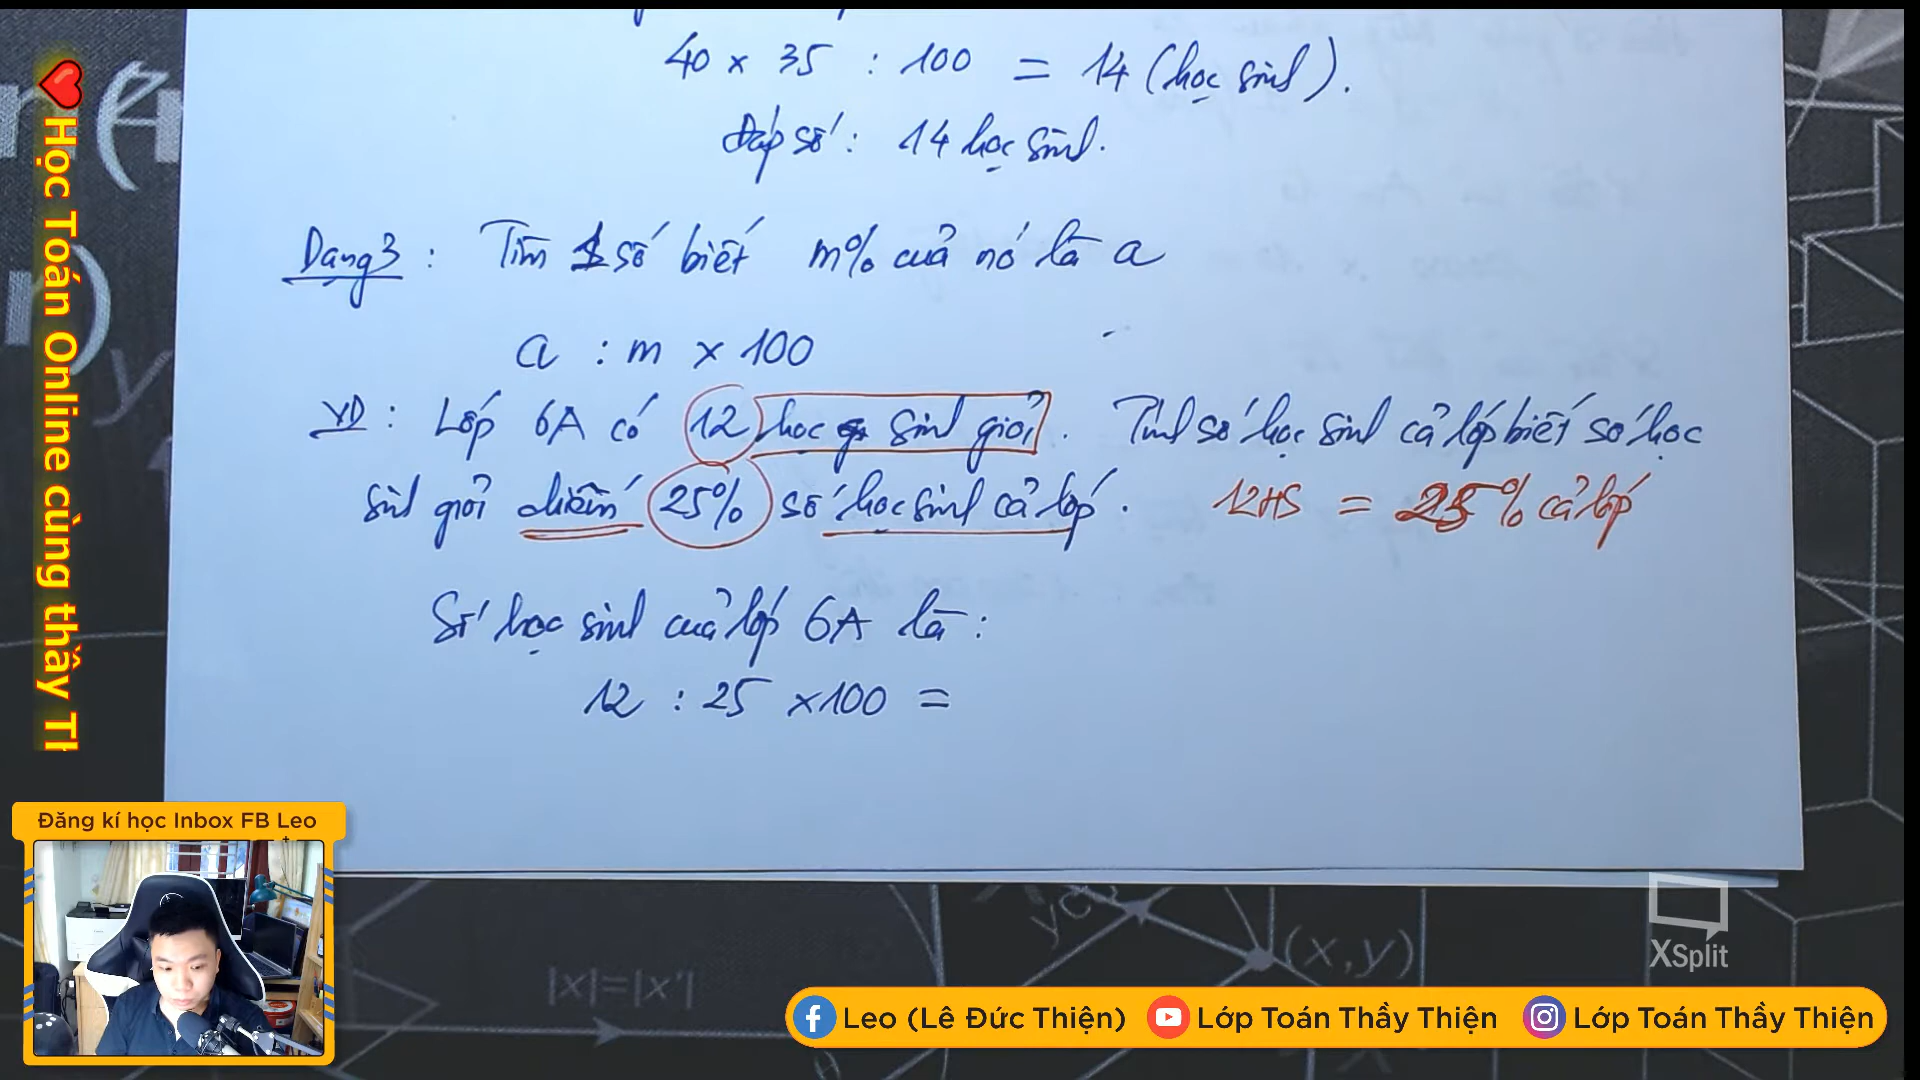 40 x 35 : 100 = 14 (học sinh).
Đáp số: 14 học sinh.
Dạng 3: Tìm 1 số biết m% của nó là a
a : m x 100
VD: Lớp 6A có 12 học sinh giỏi. Tính số học sinh cả lớp biết số học
sinh giỏi chiếm 25% số học sinh cả lớp. 12HS = 25% cả lớp
Số học sinh của lớp 6A là:
12 : 25 x 100 =
Học Toán Online cùng thầy Th
Đăng kí học Inbox FB Leo
|x|=|x'|
(x,y)
XSplit
Leo (Lê Đức Thiện) Lớp Toán Thầy Thiện Lớp Toán Thầy Thiện